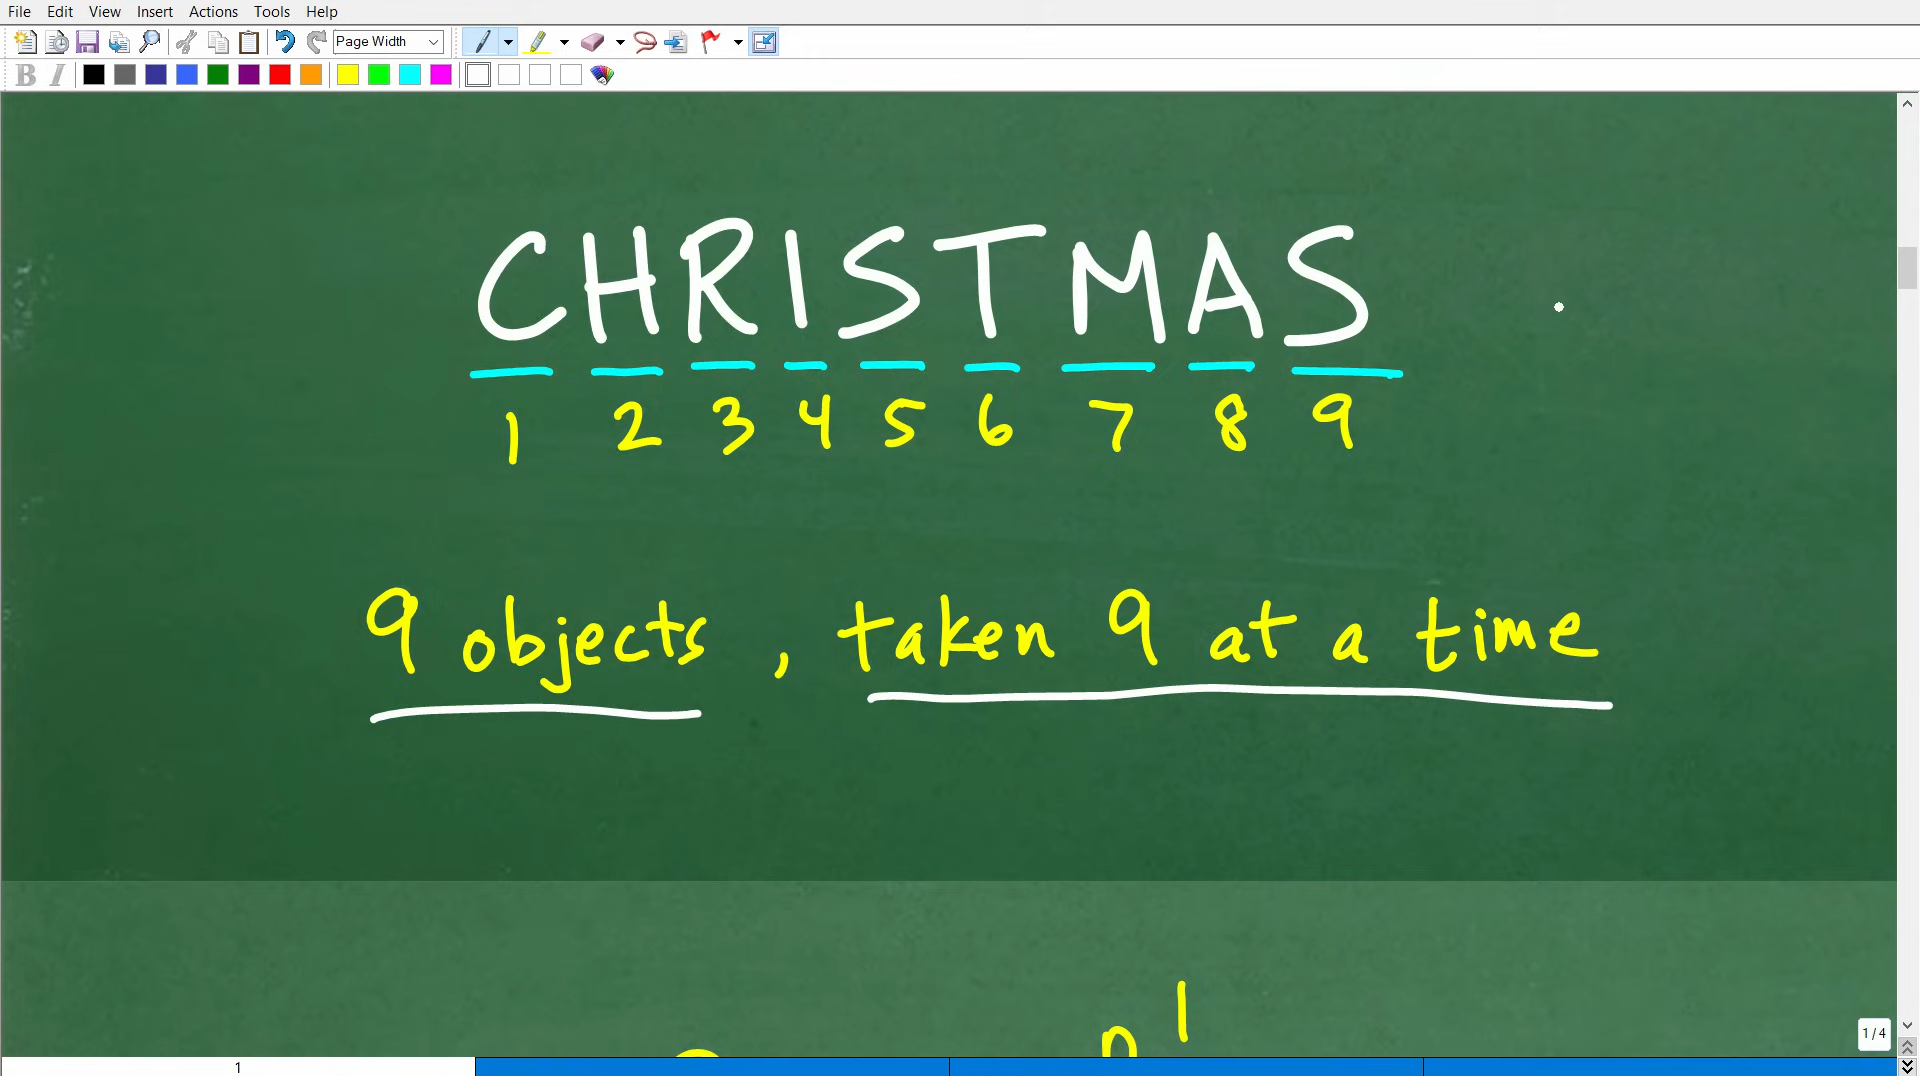 File Edit View Insert Actions Tools Help
Page Width
B I
CHRISTMAS
1 2 3 4 5 6 7 8 9
9 objects, taken 9 at a time
1 / 4
1